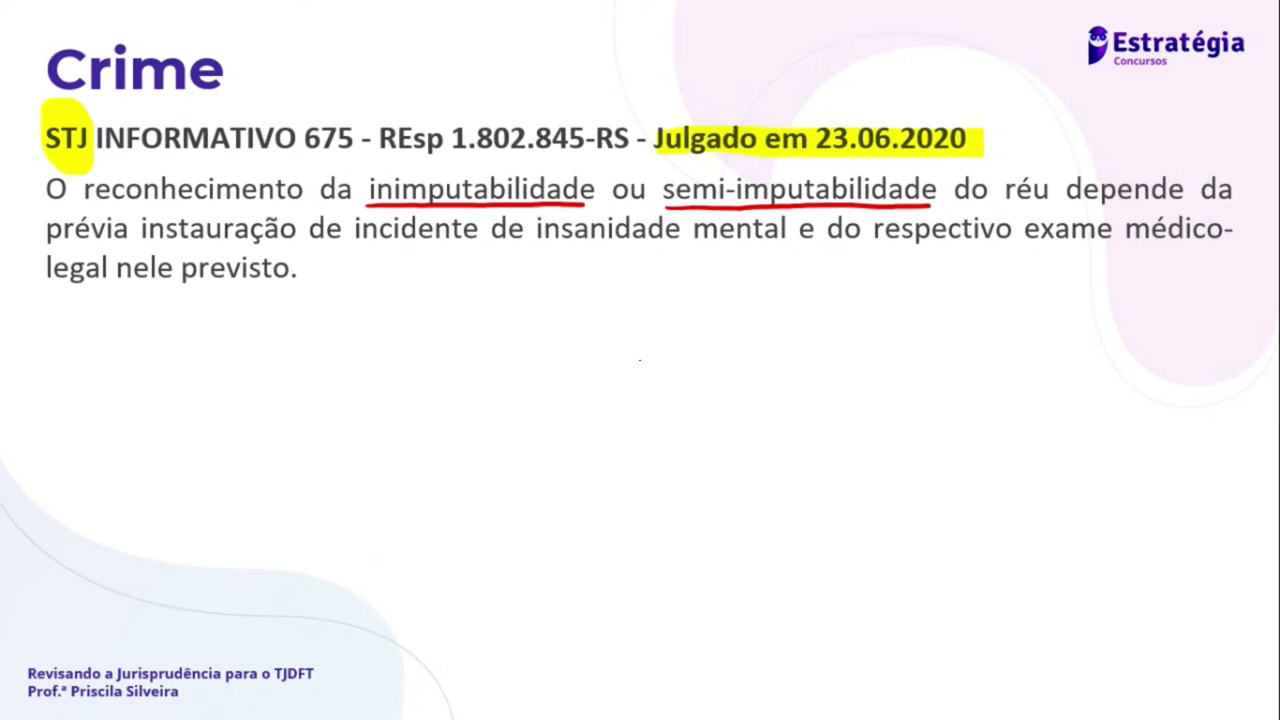 Crime
Estratégia
Concursos
STJ INFORMATIVO 675 - REsp 1.802.845-RS - Julgado em 23.06.2020
O reconhecimento da inimputabilidade ou semi-imputabilidade do réu depende da
prévia instauração de incidente de insanidade mental e do respectivo exame médico-
legal nele previsto.
Revisando a Jurisprudência para o TJDFT
Prof.ª Priscila Silveira